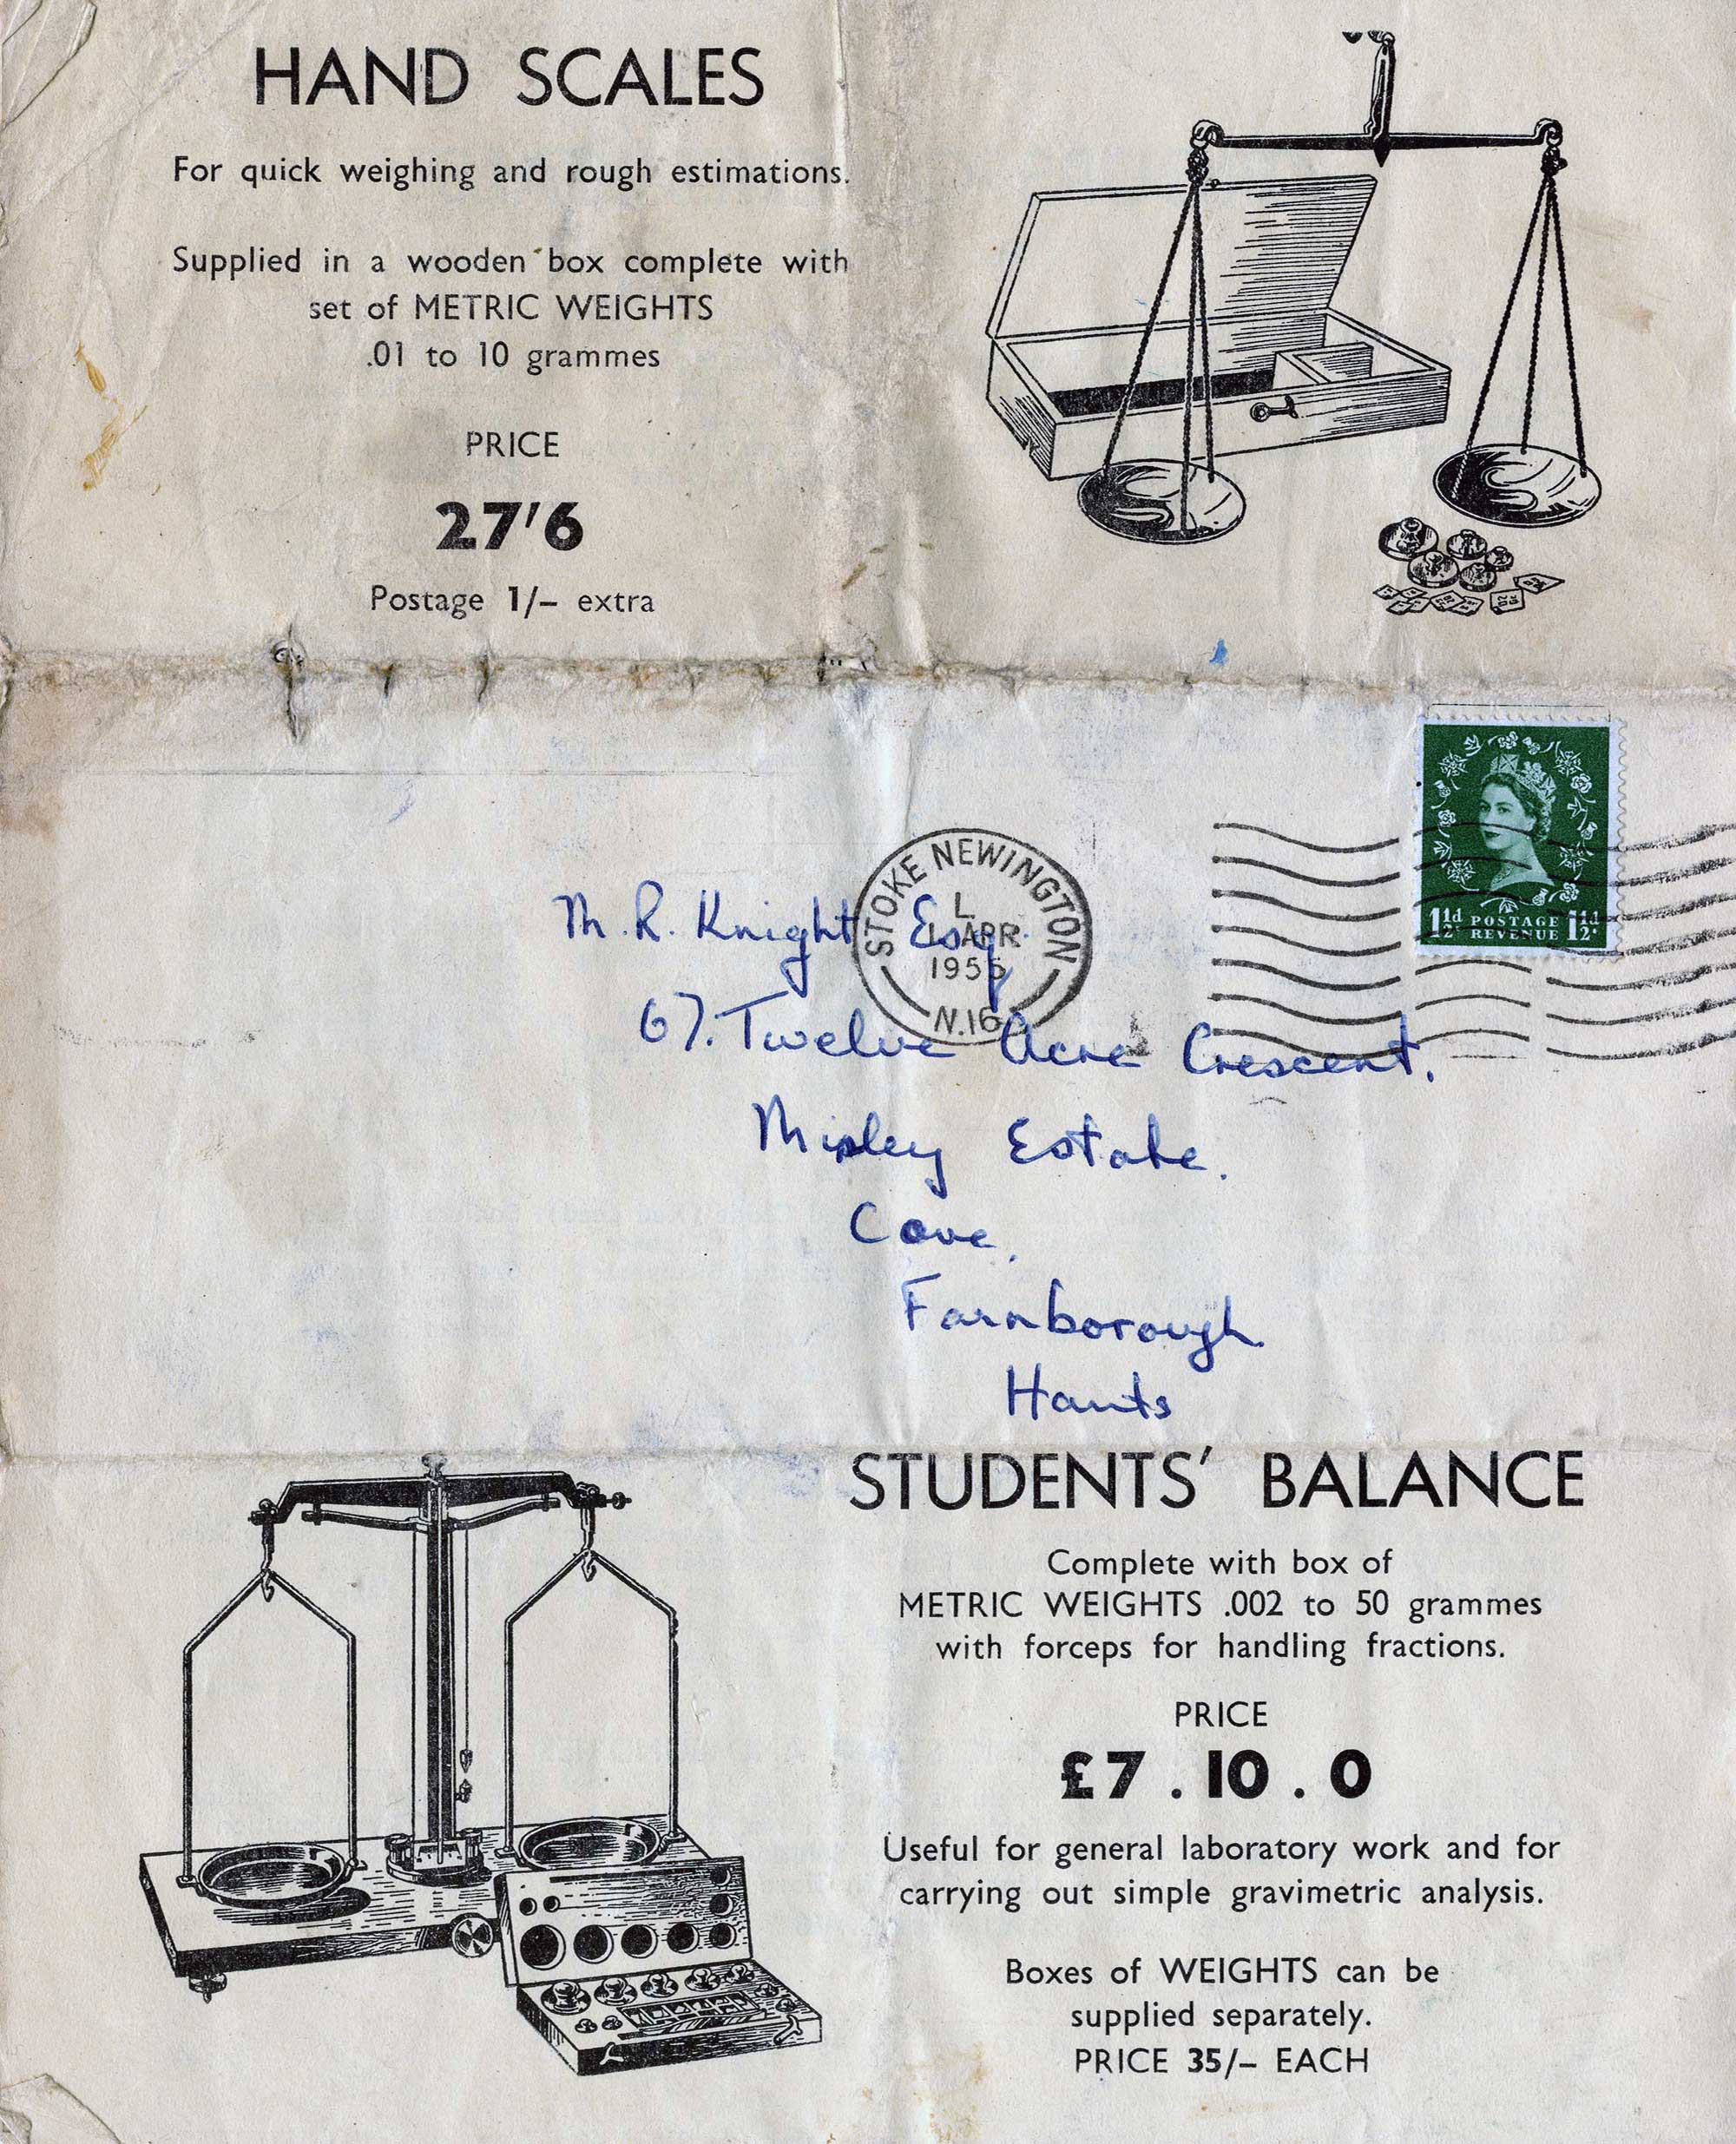 HAND SCALES
For quick weighing and rough estimations.
Supplied in a wooden box complete with
set of METRIC WEIGHTS
.01 to 10 grammes
PRICE
27'6
Postage 1/– extra
1½d POSTAGE REVENUE 1½d
STOKE NEWINGTON
L
APR
1955
N.16
M.R. Knight Esq.
67. Twelve Acre Crescent.
Estate.
Cove.
Farnborough
Hants
STUDENTS' BALANCE
Complete with box of
METRIC WEIGHTS .002 to 50 grammes
with forceps for handling fractions.
PRICE
£7 . 10 . 0
Useful for general laboratory work and for
carrying out simple gravimetric analysis.
Boxes of WEIGHTS can be
supplied separately.
PRICE 35/– EACH